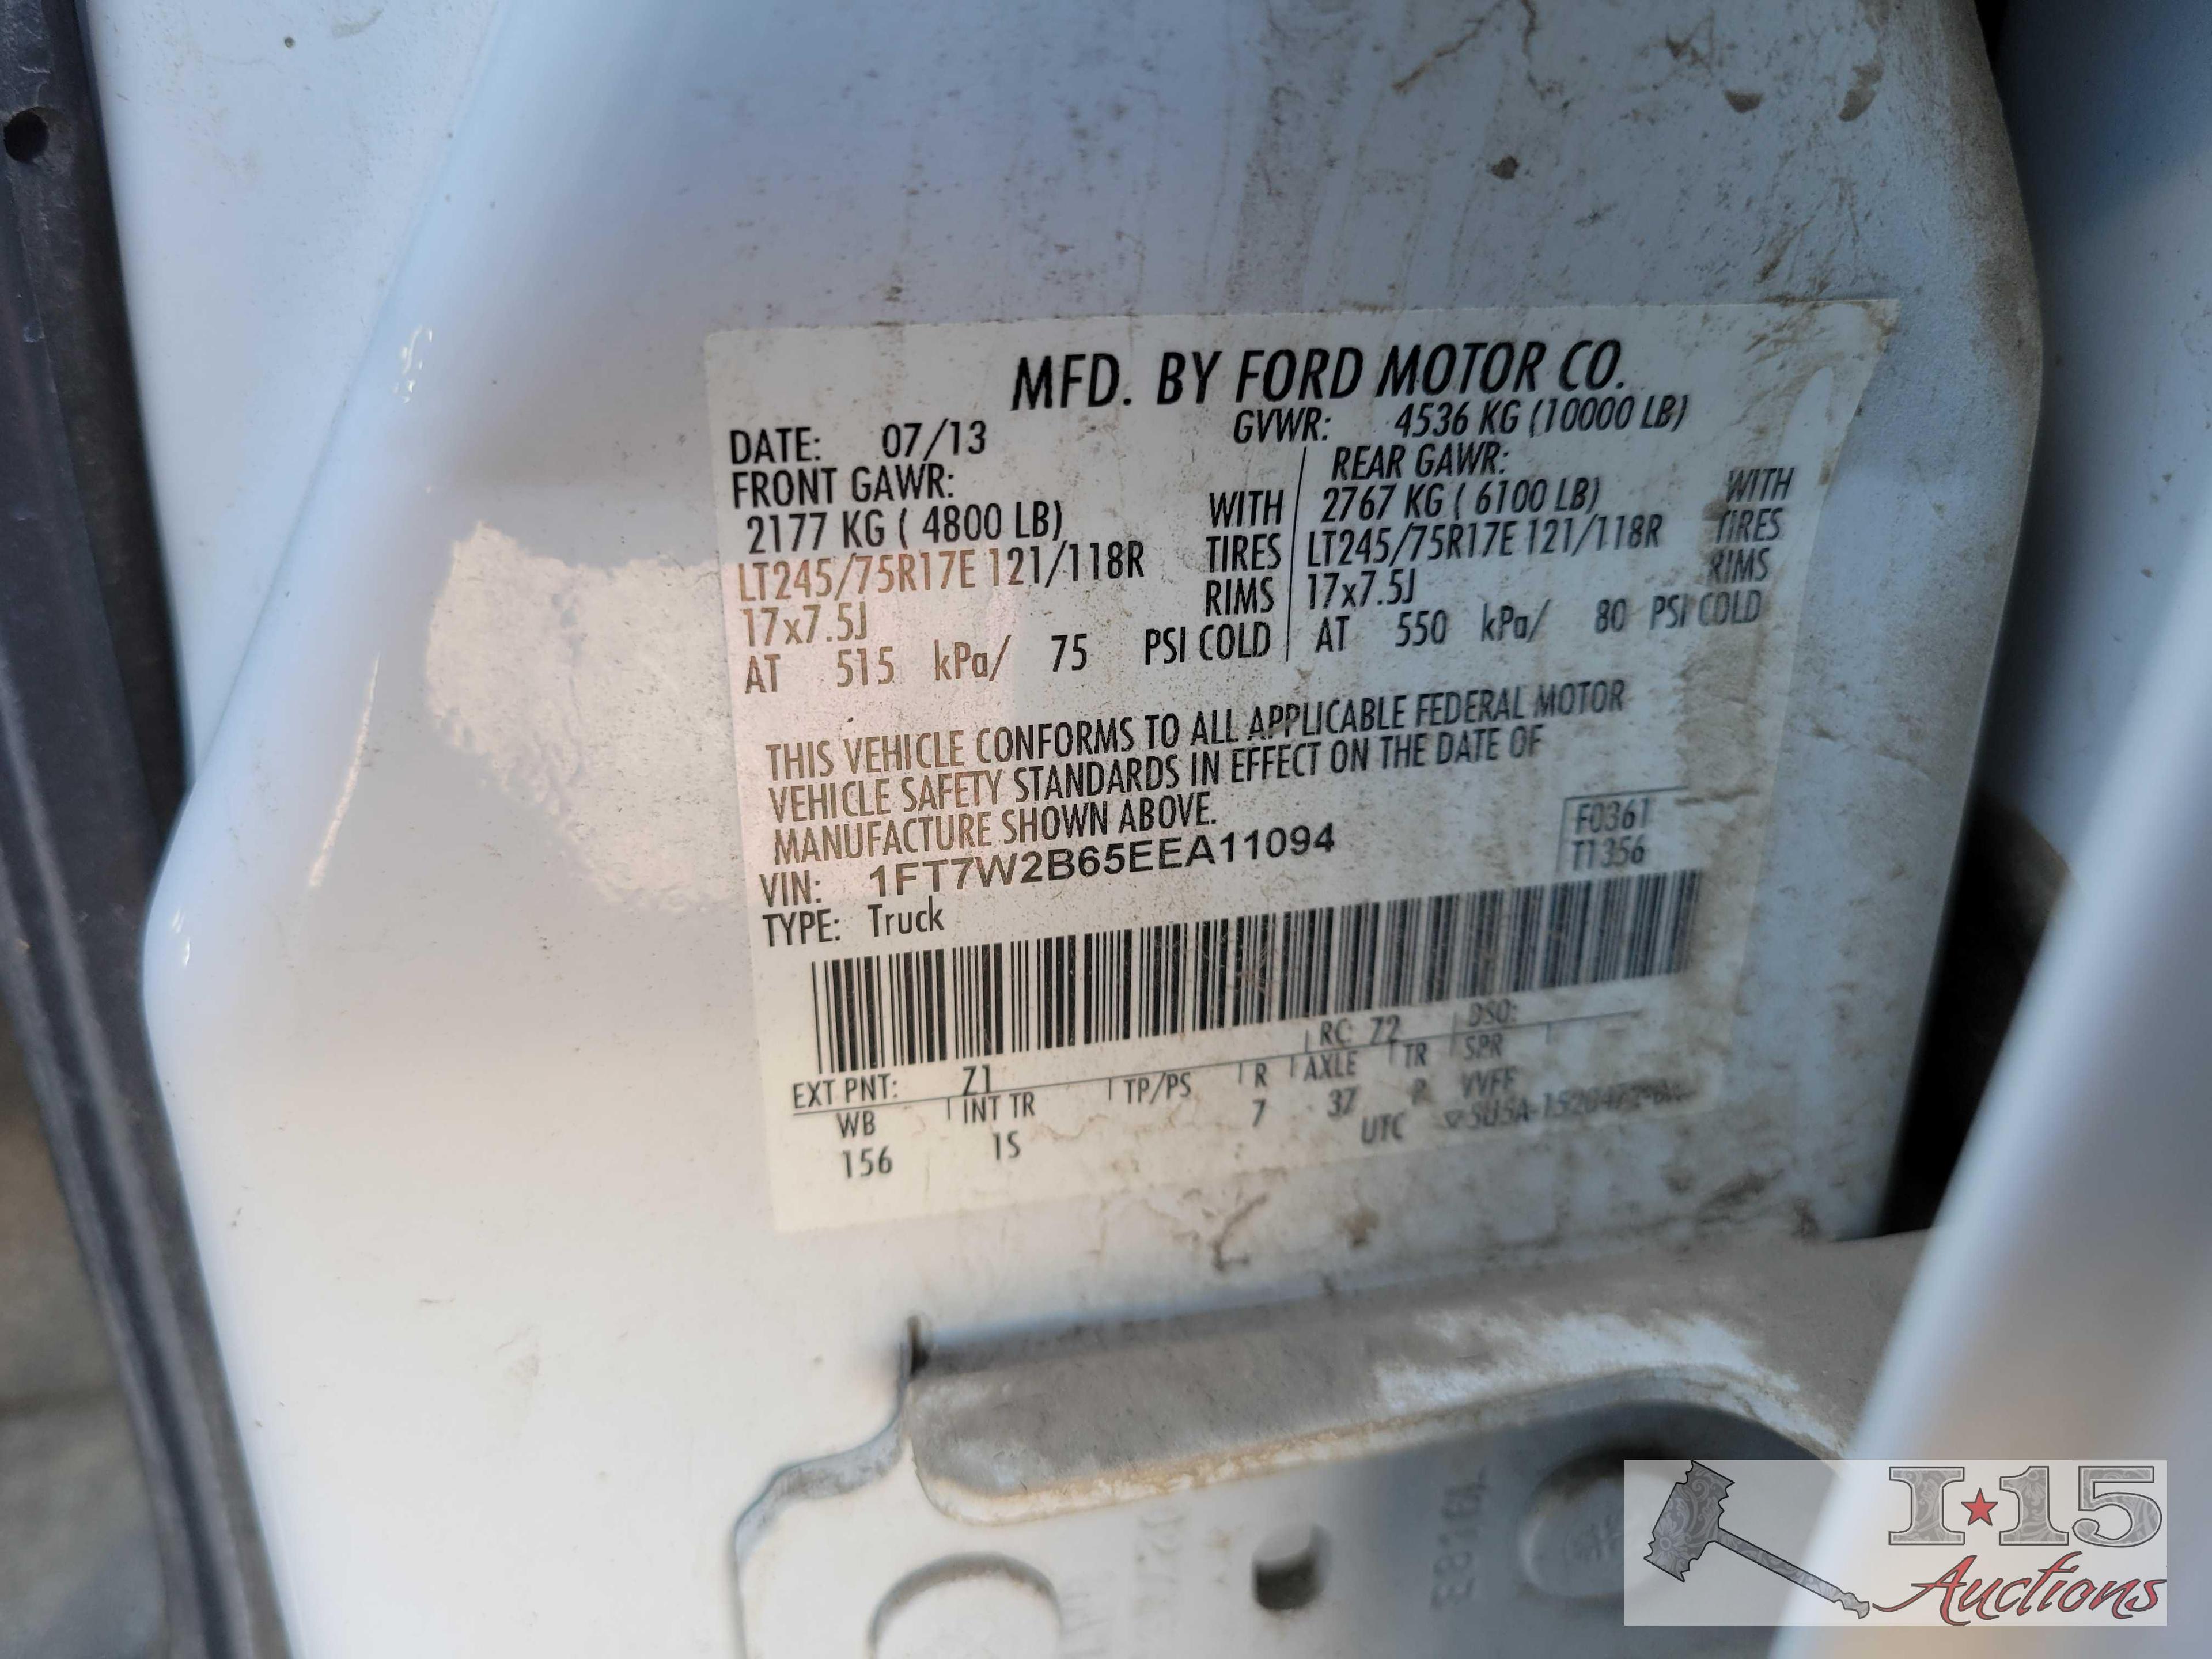 MFD. BY FORD MOTOR CO.
DATE: 07/13 GVWR: 4536 KG (10000 LB)
FRONT GAWR: REAR GAWR:
2177 KG ( 4800 LB) WITH 2767 KG ( 6100 LB) WITH
LT245/75R17E 121/118R TIRES LT245/75R17E 121/118R TIRES
17x7.5J RIMS 17x7.5J RIMS
AT 515 kPa/ 75 PSI COLD AT 550 kPa/ 80 PSI COLD
THIS VEHICLE CONFORMS TO ALL APPLICABLE FEDERAL MOTOR
VEHICLE SAFETY STANDARDS IN EFFECT ON THE DATE OF
MANUFACTURE SHOWN ABOVE.
F0361
VIN: 1FT7W2B65EEA11094
T1356
TYPE: Truck
EXT PNT: Z1 RC: 72 DSO:
WB INT TR TP/PS R AXLE TR SPR
156 1S 7 37 P VVFF
UTC
I★15
Auctions